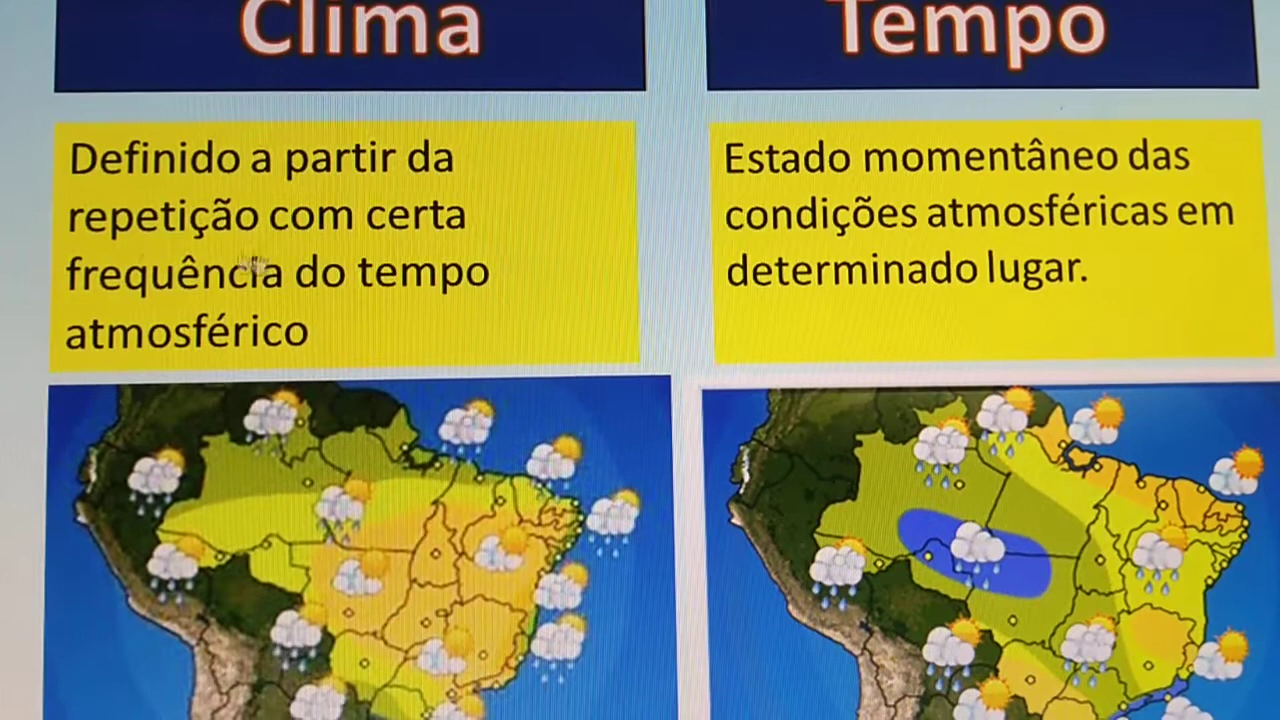 Clima
Definido a partir da
repetição com certa
frequência do tempo
atmosférico
Tempo
Estado momentâneo das
condições atmosféricas em
determinado lugar.